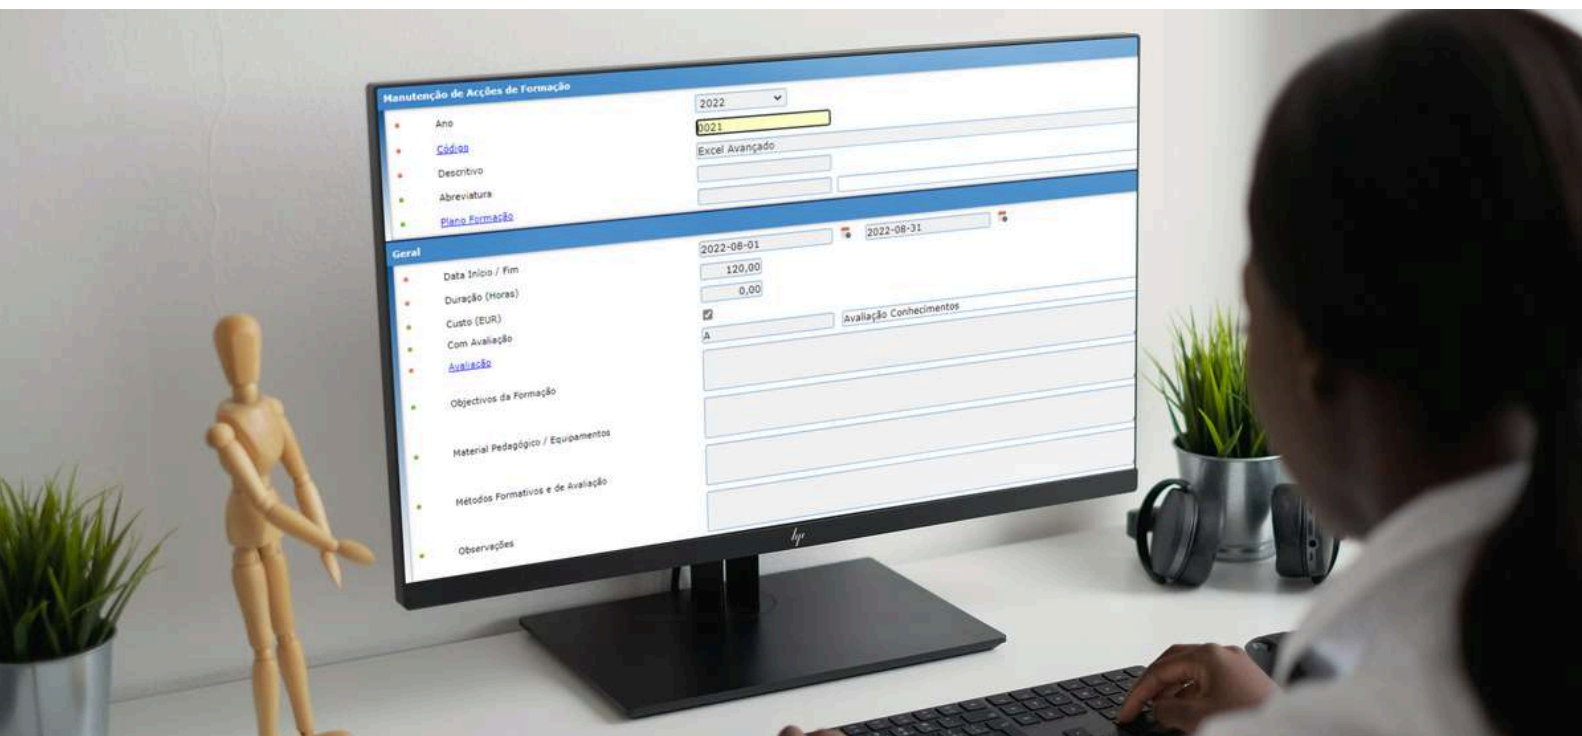 Manutenção de Acções de Formação
Ano 2022
Código 0021
Descritivo Excel Avançado
Abreviatura
Plano Formação
Geral
Data Início / Fim 2022-08-01 2022-08-31
Duração (Horas) 120,00
Custo (EUR) 0,00
Com Avaliação
Avaliação A Avaliação Conhecimentos
Objectivos da Formação
Material Pedagógico / Equipamentos
Métodos Formativos e de Avaliação
Observações
hp